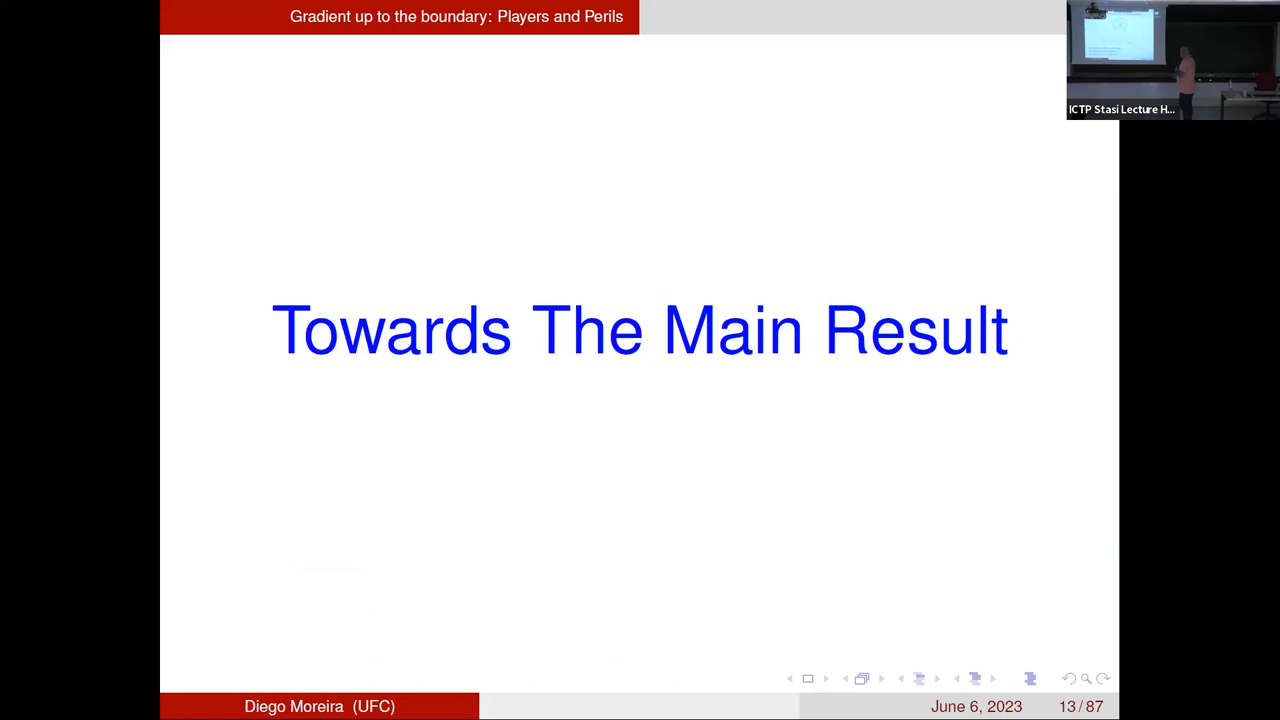 Gradient up to the boundary: Players and Perils
ICTP Stasi Lecture H...
Towards The Main Result
Diego Moreira (UFC)
June 6, 2023
13/87